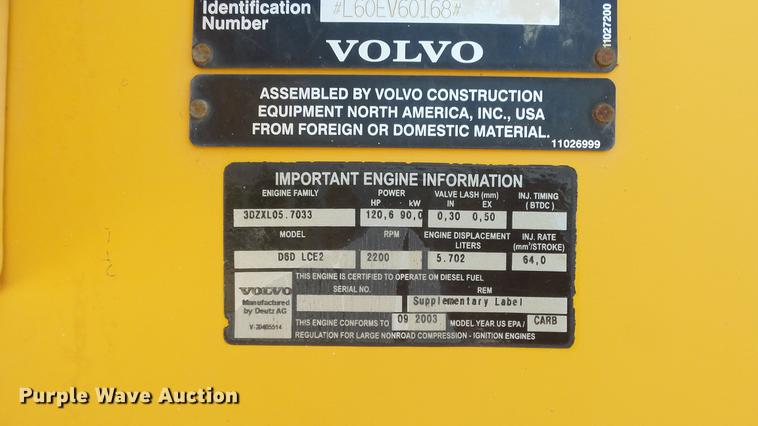 Identification
Number
#L60EV60168#
11027200
VOLVO
ASSEMBLED BY VOLVO CONSTRUCTION
EQUIPMENT NORTH AMERICA, INC., USA
FROM FOREIGN OR DOMESTIC MATERIAL.
11026999
IMPORTANT ENGINE INFORMATION
ENIGINE FAMILY POWER VALVE LASH (mm) INJ. TIMING
HP kW IN EX (BTDC)
3DZXL05.7033 120,6 90,0 0,30 0,50
MODEL RPM ENGINE DISPLACEMENT INJ. RATE
LITERS (mm³/STROKE)
D6D LCE2 2200 5.702 64,0
THIS ENGINE IS CERTIFIED TO OPERATE ON DIESEL FUEL
SERIAL NO. REM
VOLVO
Manufactured
by Deutz AG
V-20405514
Supplementary Label
THIS ENGINE CONFORMS TO 09 2003 MODEL YEAR US EPA / CARB
REGULATION FOR LARGE NONROAD COMPRESSION - IGNITION ENGINES
Purple Wave Auction